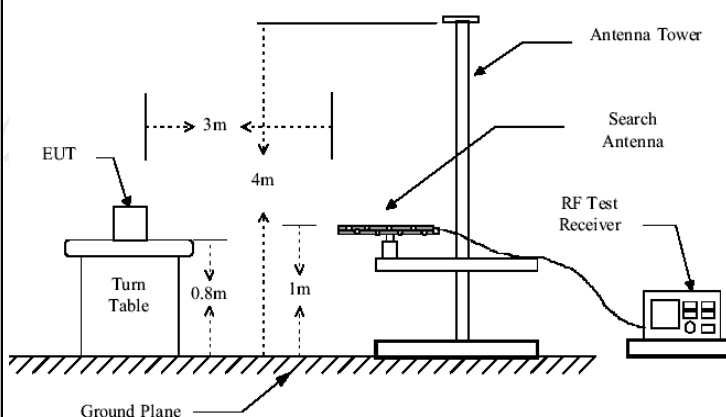 Antenna Tower
3m
Search
Antenna
EUT
4m
RF Test
Receiver
Turn
Table
0.8m
1m
Ground Plane